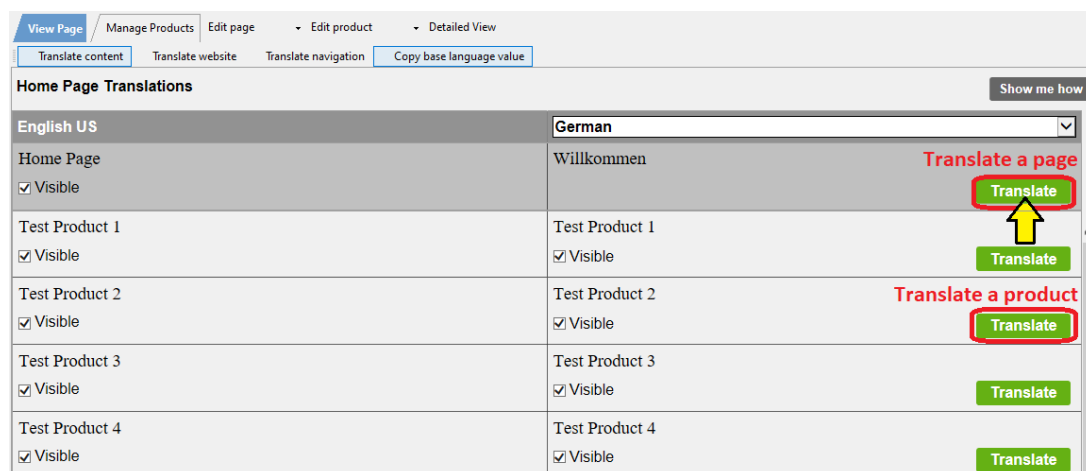 View Page Manage Products Edit page Edit product Detailed View
Translate content Translate website Translate navigation Copy base language value
Home Page Translations Show me how
English US German
Home Page Willkommen Translate a page
Visible Translate
Test Product 1 Test Product 1
Visible Visible Translate
Test Product 2 Test Product 2 Translate a product
Visible Visible Translate
Test Product 3 Test Product 3
Visible Visible Translate
Test Product 4 Test Product 4
Visible Visible Translate